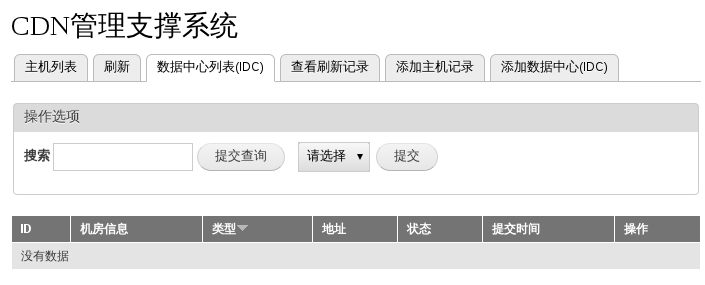 CDN管理支撑系统
主机列表 刷新 数据中心列表(IDC) 查看刷新记录 添加主机记录 添加数据中心(IDC)
操作选项
搜索 提交查询 请选择 提交
ID 机房信息 类型 地址 状态 提交时间 操作
没有数据